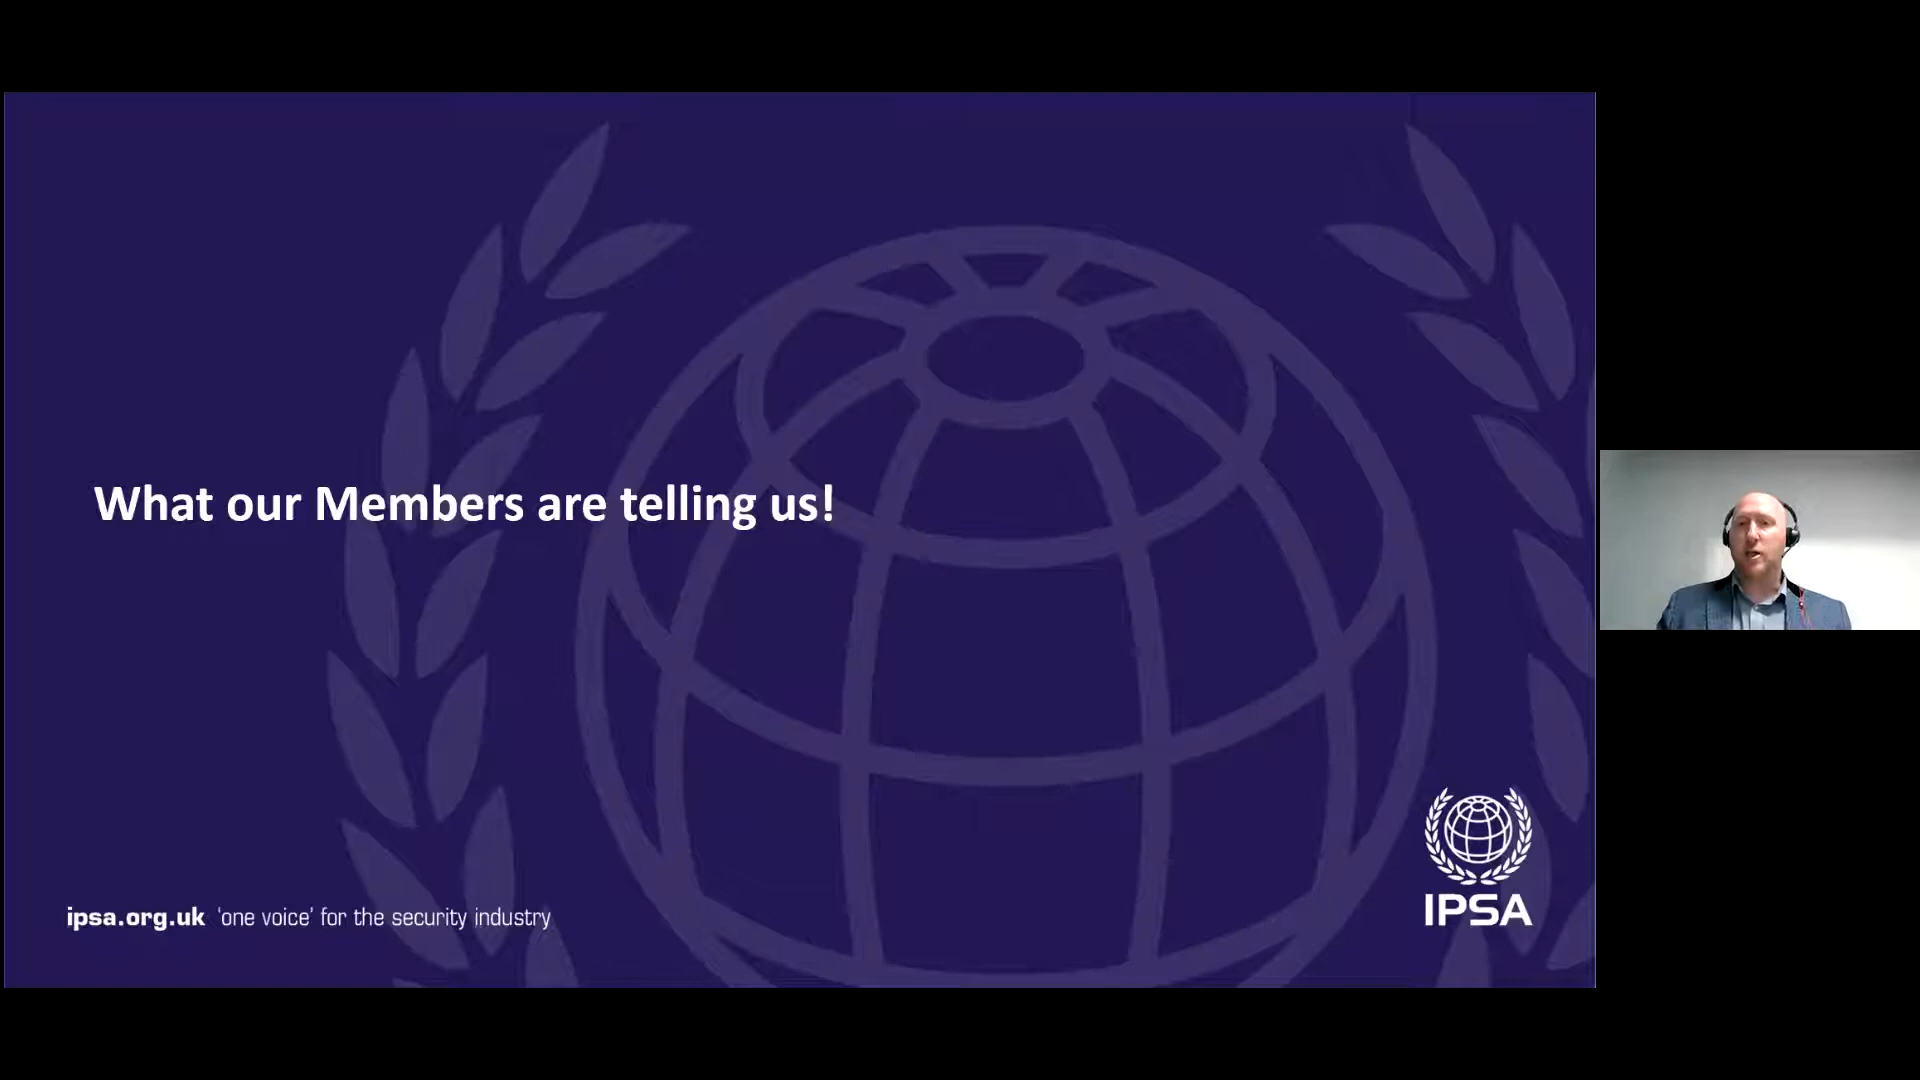 What our Members are telling us!
ipsa.org.uk 'one voice' for the security industry
IPSA